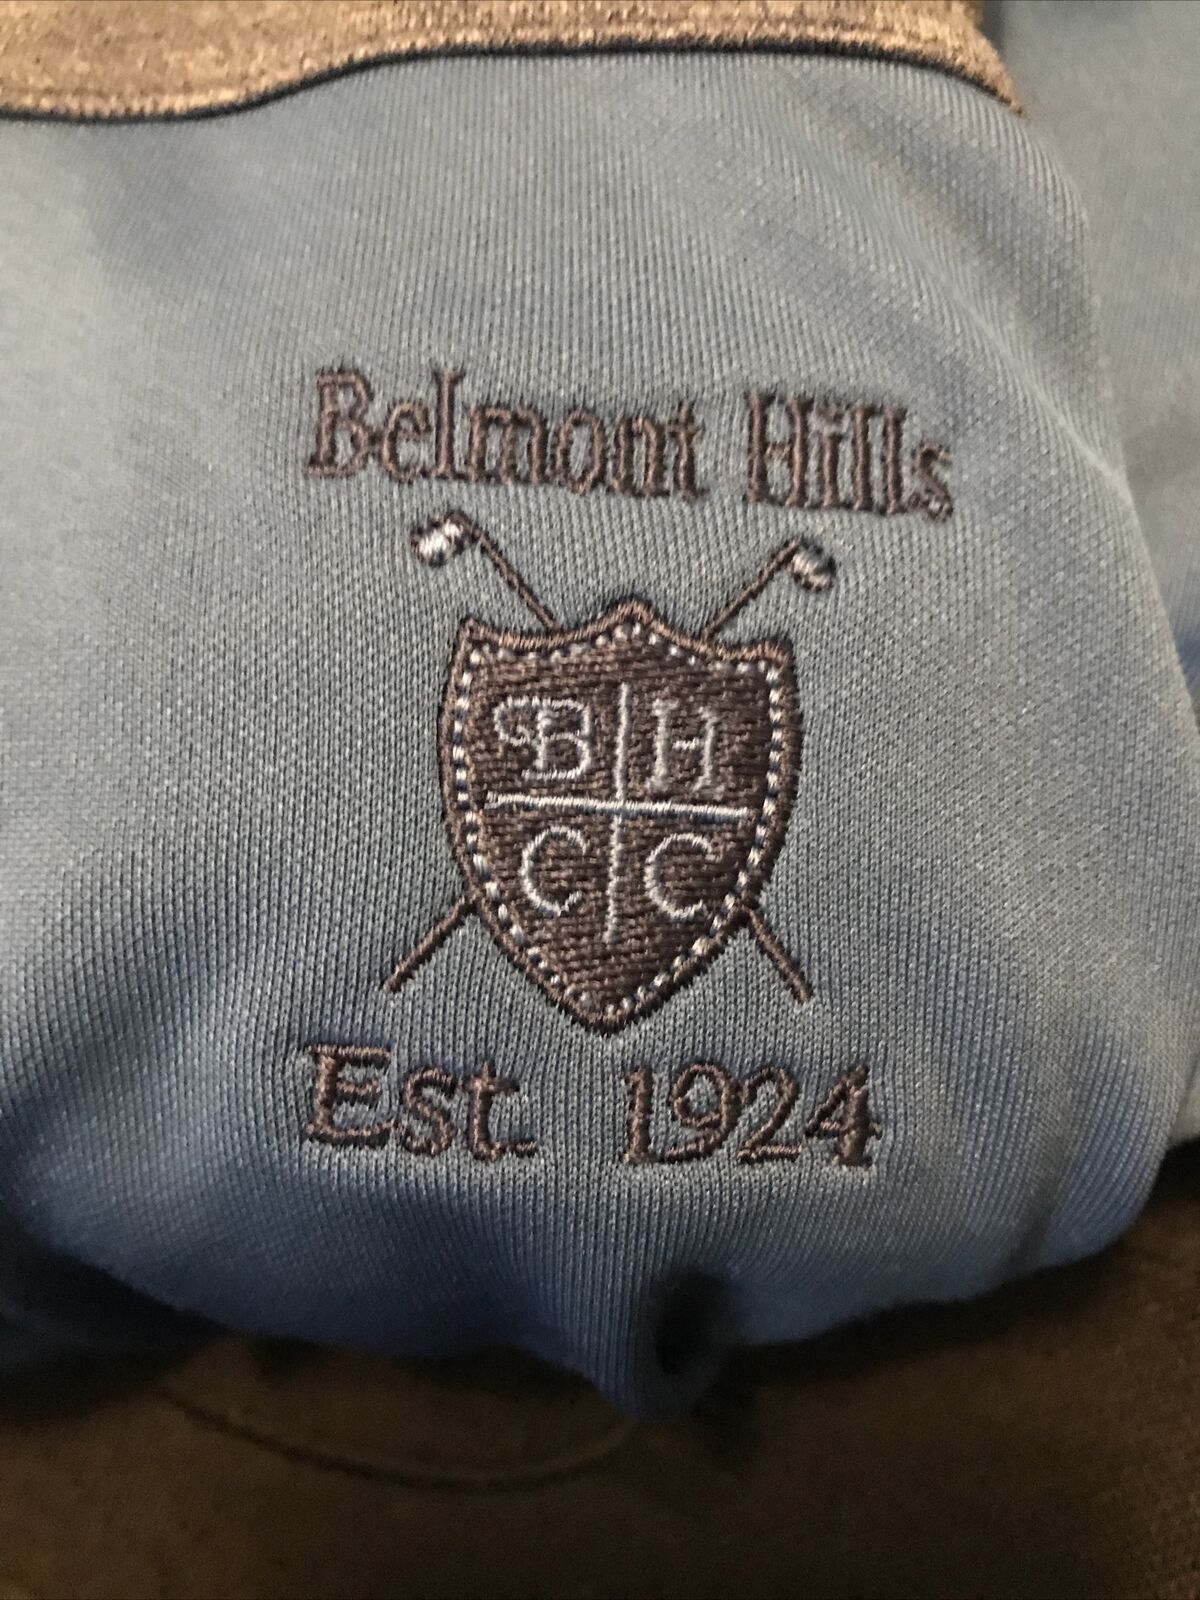 Belmont Hills
B H
C C
Est. 1924